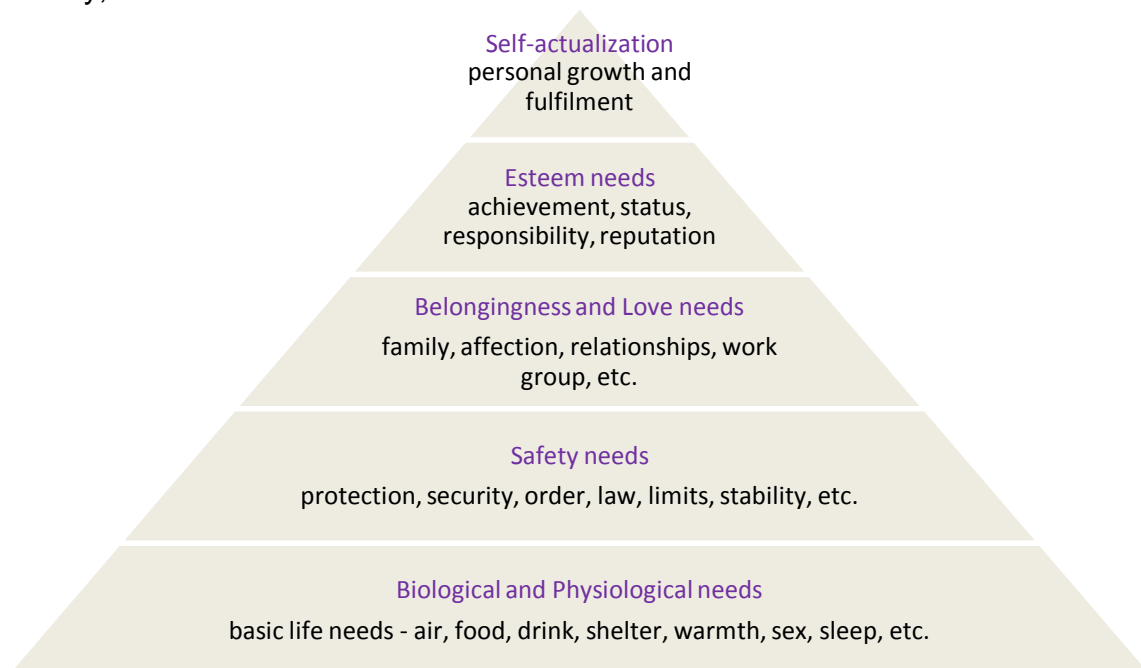 Self-actualization
personal growth and
fulfilment
Esteem needs
achievement, status,
responsibility, reputation
Belongingness and Love needs
family, affection, relationships, work
group, etc.
Safety needs
protection, security, order, law, limits, stability, etc.
Biological and Physiological needs
basic life needs - air, food, drink, shelter, warmth, sex, sleep, etc.